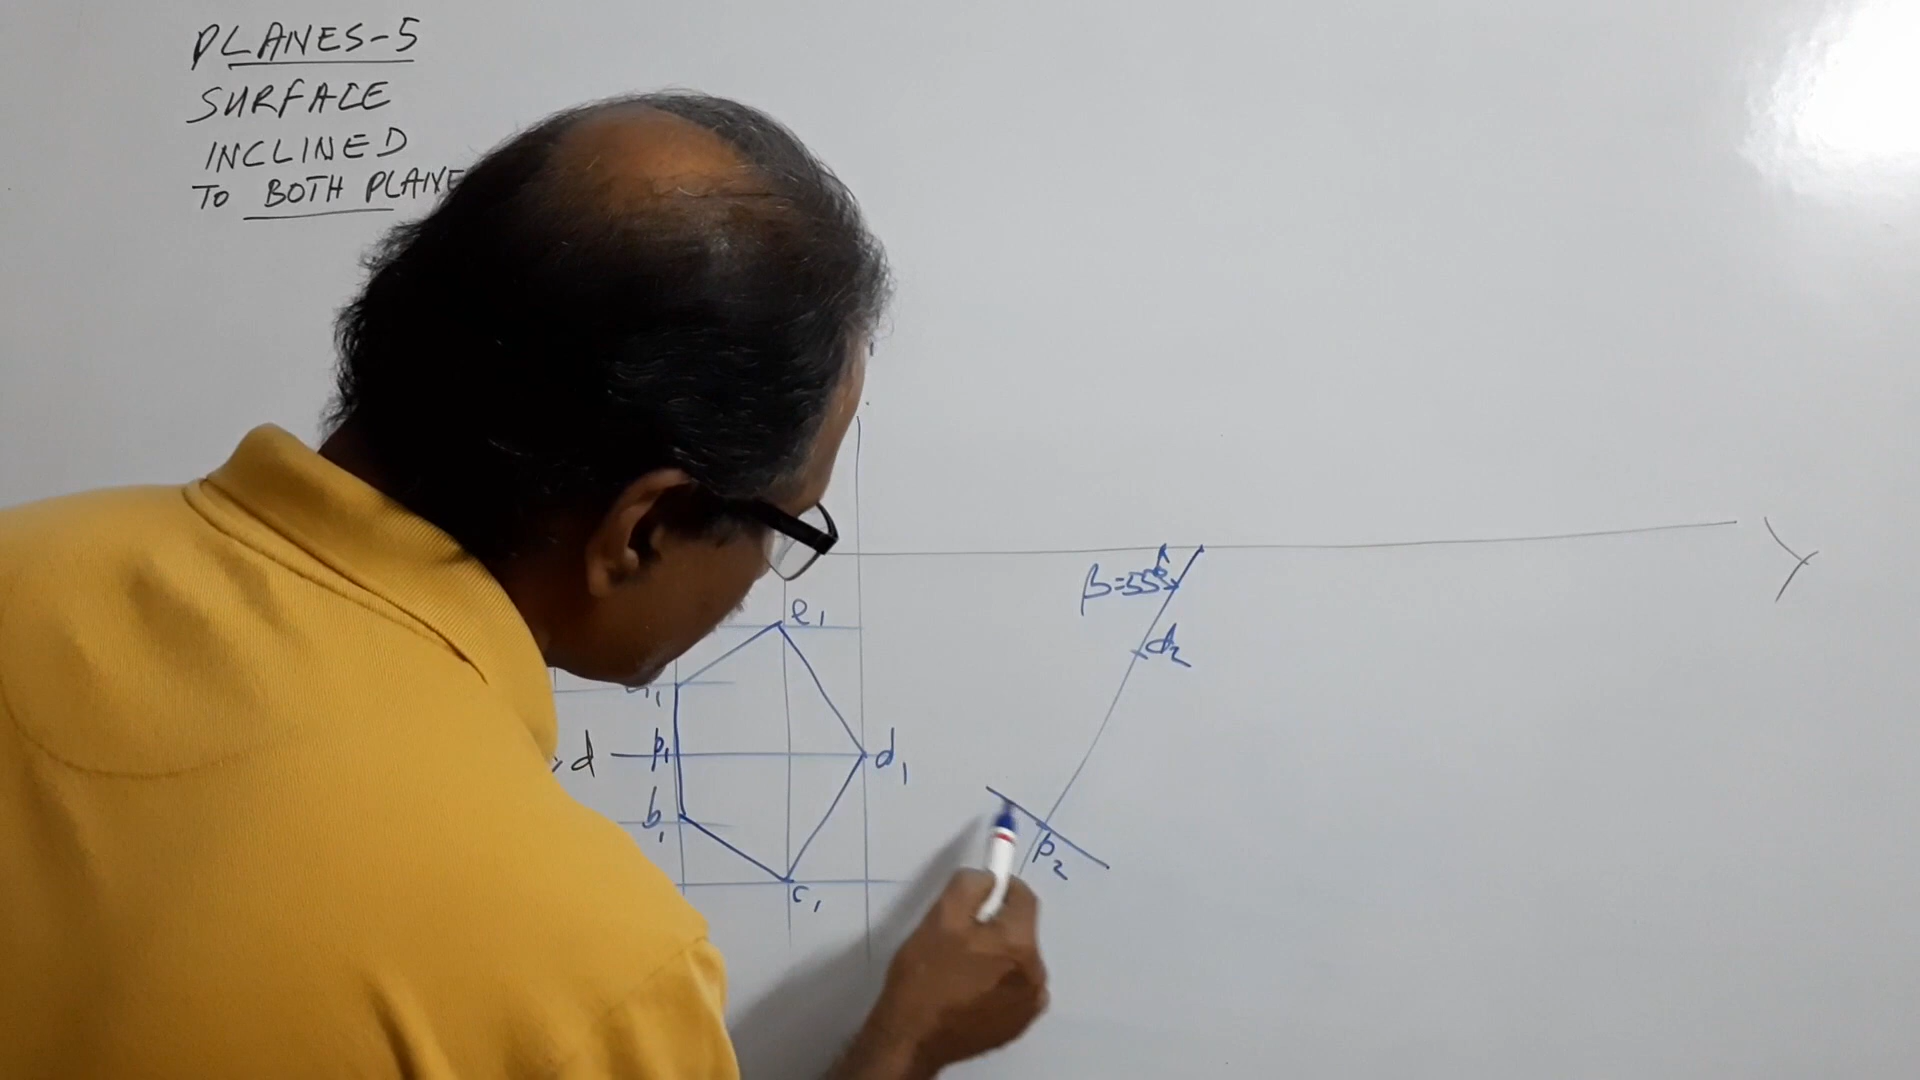 PLANES-5
SURFACE
INCLINED
TO BOTH PLANE
β=55°
e₁
d₂
d
p₁
d₁
b₁
p₂
c₁
Y